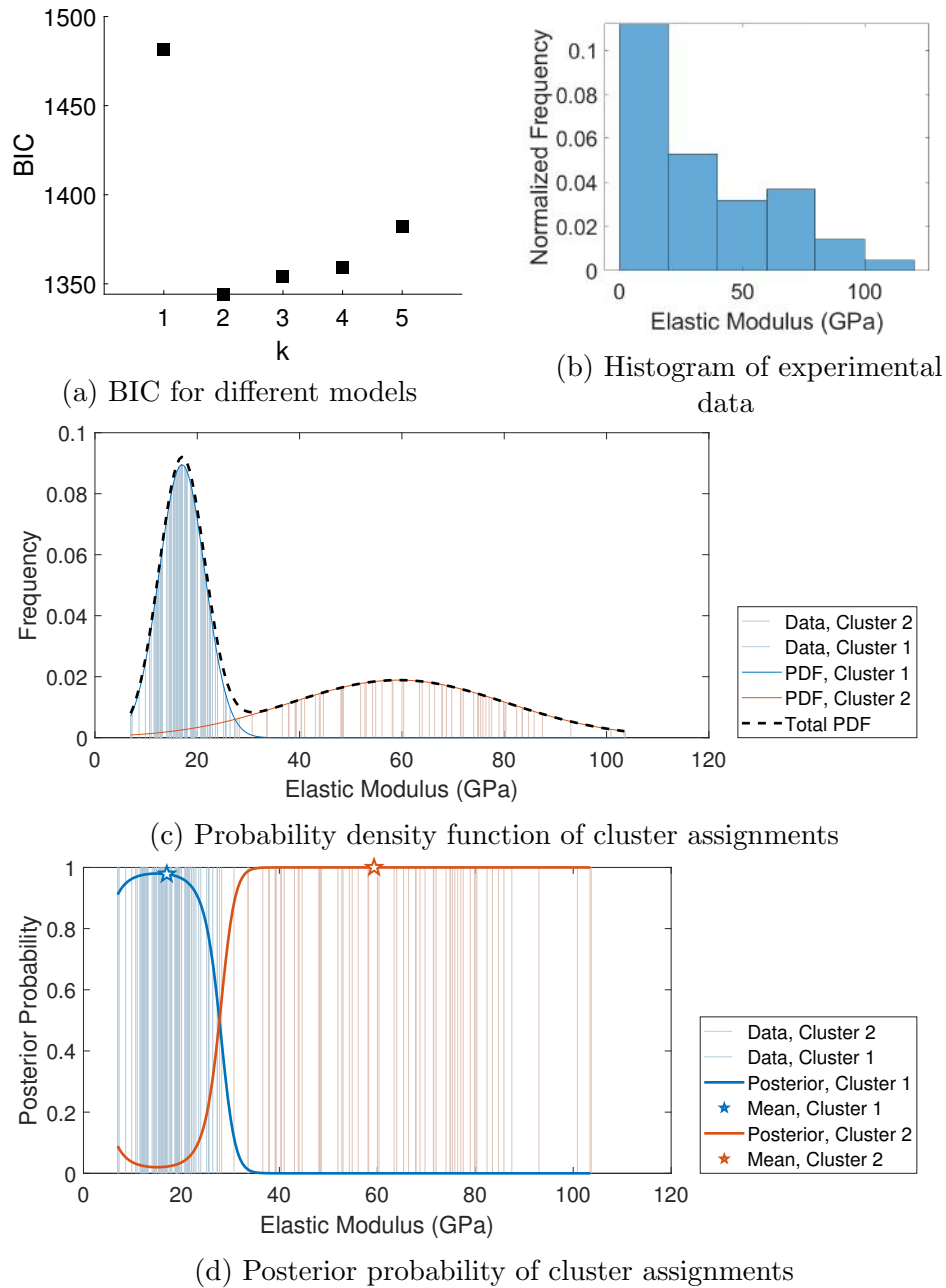 1500
1450
1400
1350
BIC
1 2 3 4 5
k
(a) BIC for different models
0.1
0.08
0.06
0.04
0.02
0
Normalized Frequency
0 50 100
Elastic Modulus (GPa)
(b) Histogram of experimental
data
0.1
0.08
0.06
0.04
0.02
0
Frequency
0 20 40 60 80 100 120
Elastic Modulus (GPa)
Data, Cluster 2
Data, Cluster 1
PDF, Cluster 1
PDF, Cluster 2
Total PDF
(c) Probability density function of cluster assignments
1
0.8
0.6
0.4
0.2
0
Posterior Probability
0 20 40 60 80 100 120
Elastic Modulus (GPa)
Data, Cluster 2
Data, Cluster 1
Posterior, Cluster 1
Mean, Cluster 1
Posterior, Cluster 2
Mean, Cluster 2
(d) Posterior probability of cluster assignments